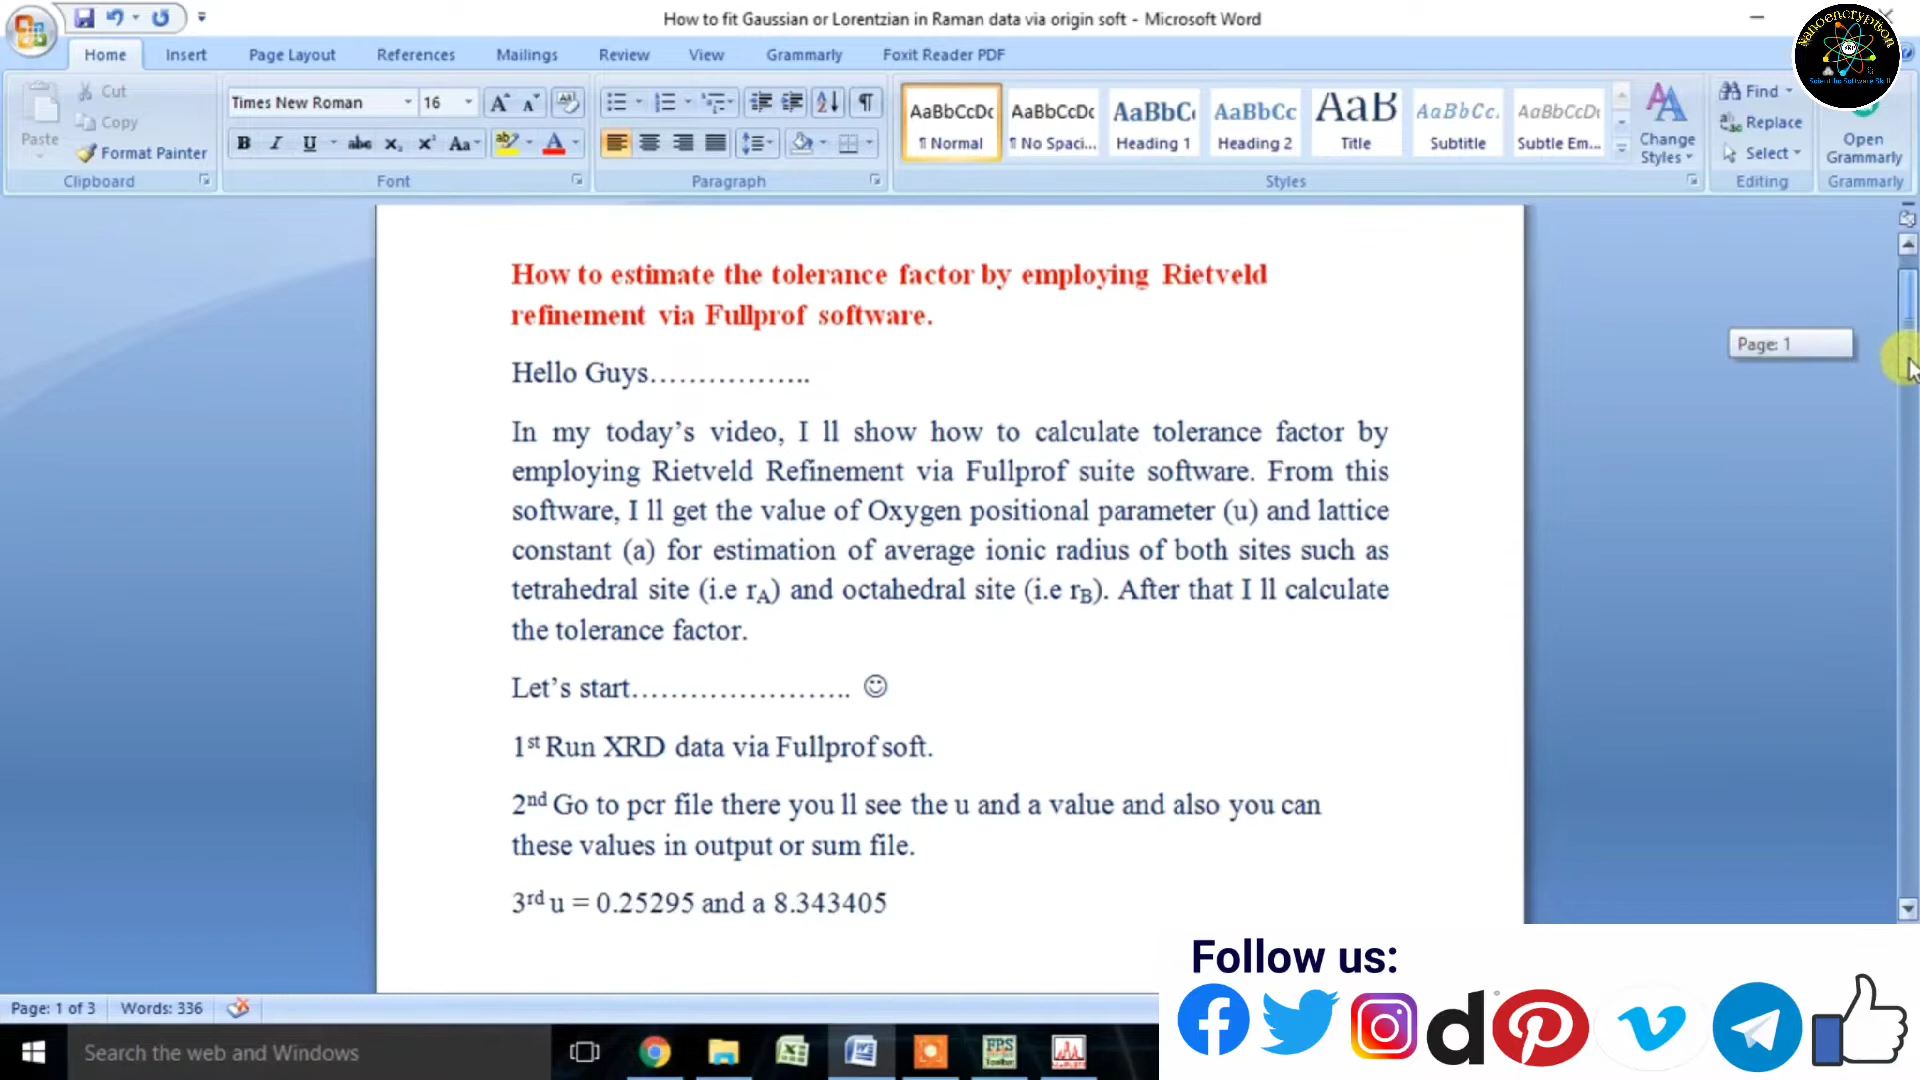 How to fit Gaussian or Lorentzian in Raman data via origin soft - Microsoft Word
Nanoencryption
Home Insert Page Layout References Mailings Review View Grammarly Foxit Reader PDF
Paste
Cut
Copy
Format Painter
Clipboard
Times New Roman 16
B I U abc X₂ X² Aa
Font
Paragraph
AaBbCcDc AaBbCcDc AaBbC AaBbCc AaB AaBbCc. AaBbCcDc
¶ Normal ¶ No Spaci... Heading 1 Heading 2 Title Subtitle Subtle Em...
Change Styles
Styles
Find
Replace
Select
Editing
Open Grammarly
Grammarly
How to estimate the tolerance factor by employing Rietveld
refinement via Fullprof software.
Hello Guys……………..
In my today’s video, I ll show how to calculate tolerance factor by
employing Rietveld Refinement via Fullprof suite software. From this
software, I ll get the value of Oxygen positional parameter (u) and lattice
constant (a) for estimation of average ionic radius of both sites such as
tetrahedral site (i.e rA) and octahedral site (i.e rB). After that I ll calculate
the tolerance factor.
Let’s start………………….. ☺
1st Run XRD data via Fullprof soft.
2nd Go to pcr file there you ll see the u and a value and also you can
these values in output or sum file.
3rd u = 0.25295 and a 8.343405
Page: 1
Follow us:
Page: 1 of 3 Words: 336
Search the web and Windows